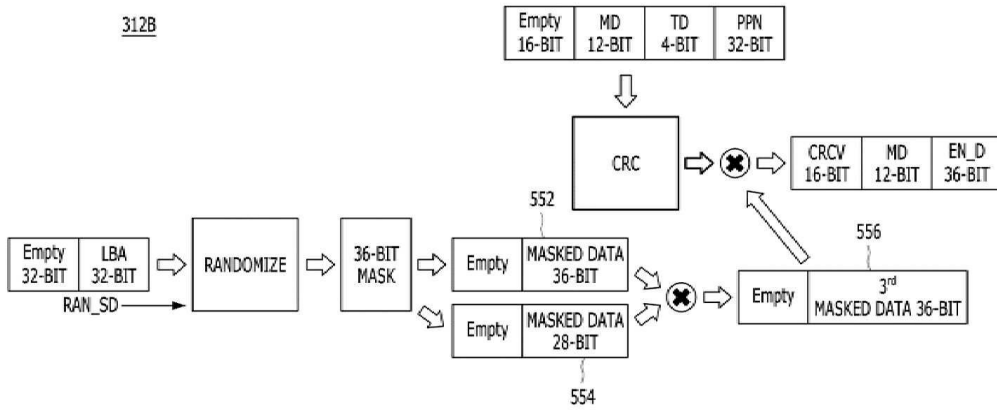 312B
Empty MD TD PPN
16-BIT 12-BIT 4-BIT 32-BIT
CRC
CRCV MD EN_D
16-BIT 12-BIT 36-BIT
552
556
Empty LBA
32-BIT 32-BIT
RAN_SD
RANDOMIZE
36-BIT
MASK
Empty MASKED DATA
36-BIT
Empty MASKED DATA
28-BIT
554
Empty 3rd
MASKED DATA 36-BIT